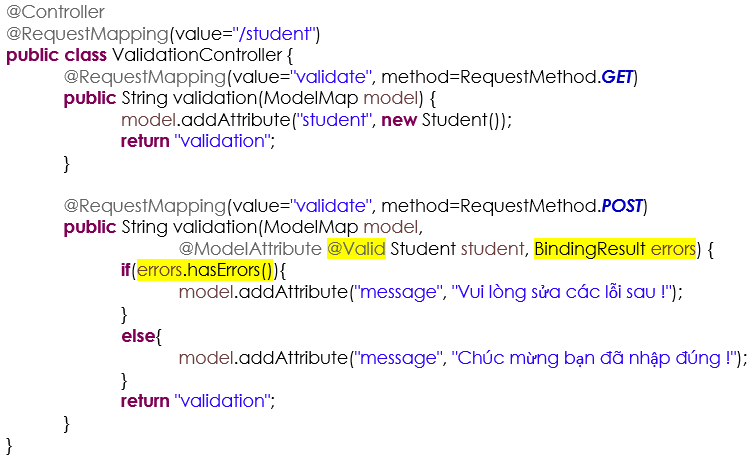 @Controller
@RequestMapping(value="/student")
public class ValidationController {
@RequestMapping(value="validate", method=RequestMethod.GET)
public String validation(ModelMap model) {
model.addAttribute("student", new Student());
return "validation";
}
@RequestMapping(value="validate", method=RequestMethod.POST)
public String validation(ModelMap model,
@ModelAttribute @Valid Student student, BindingResult errors) {
if(errors.hasErrors()){
model.addAttribute("message", "Vui lòng sửa các lỗi sau !");
}
else{
model.addAttribute("message", "Chúc mừng bạn đã nhập đúng !");
}
return "validation";
}
}